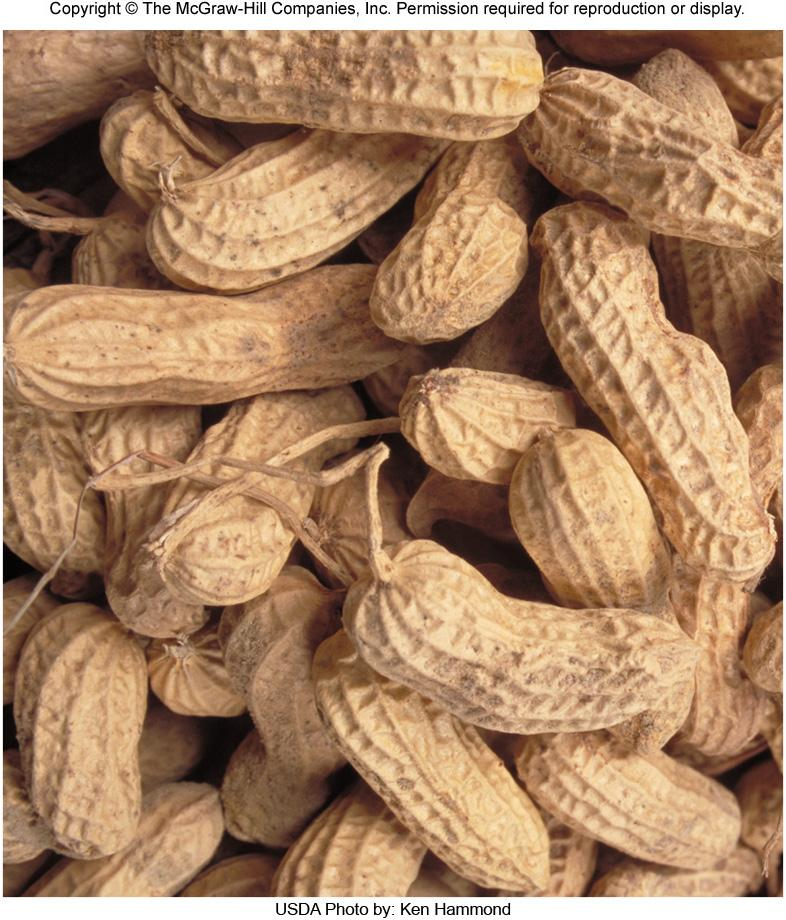 Copyright © The McGraw-Hill Companies, Inc. Permission required for reproduction or display.
USDA Photo by: Ken Hammond